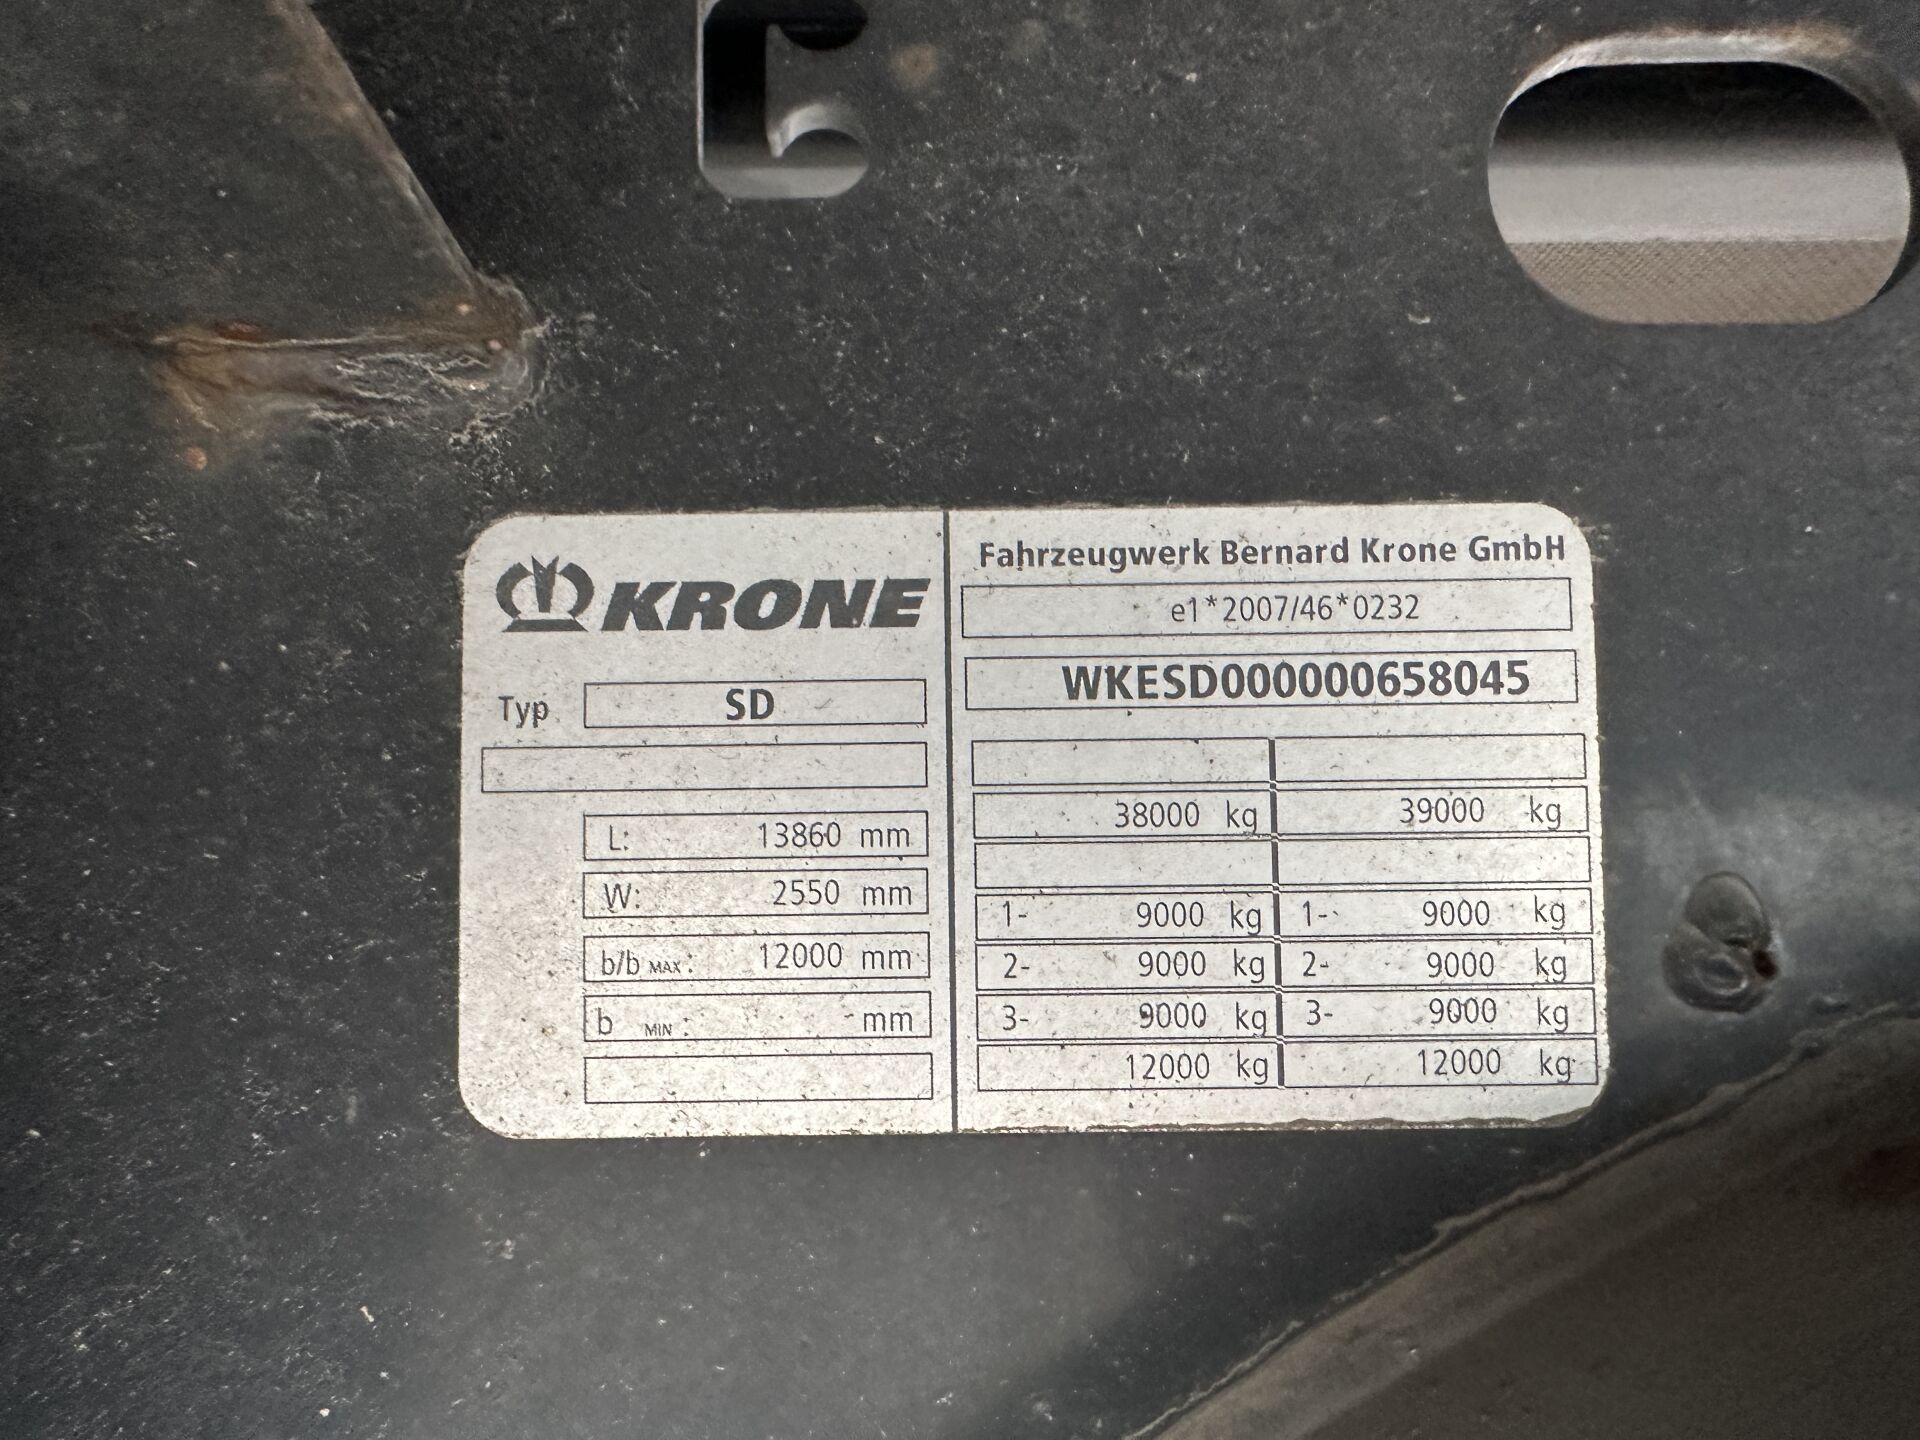 KRONE
Typ SD
L: 13860 mm
W: 2550 mm
b/b MAX: 12000 mm
b MIN: - mm
Fahrzeugwerk Bernard Krone GmbH
e1*2007/46*0232
WKESD000000658045
38000 kg 39000 kg
1- 9000 kg 1- 9000 kg
2- 9000 kg 2- 9000 kg
3- 9000 kg 3- 9000 kg
12000 kg 12000 kg